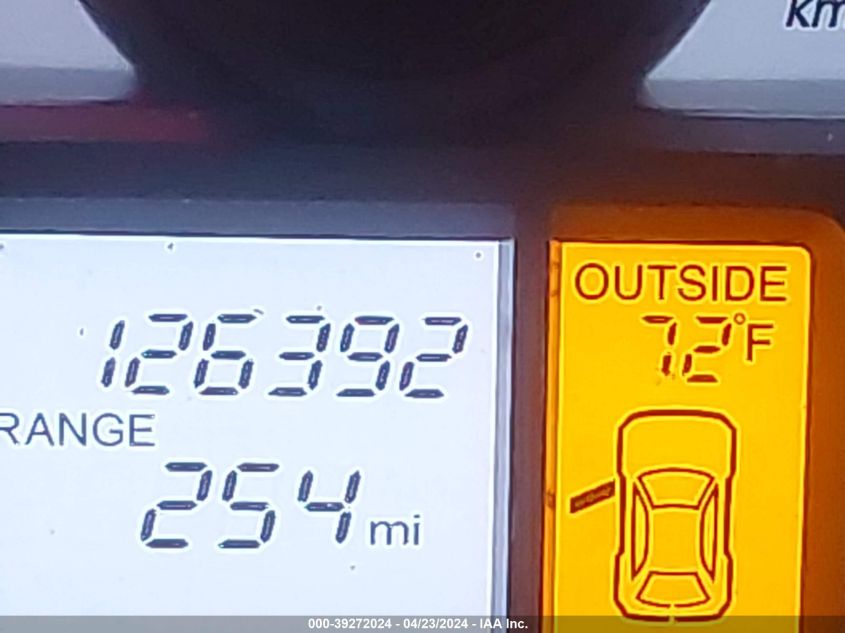 km
126392
RANGE
254 mi
OUTSIDE
72°F
000-39272024 - 04/23/2024 - IAA Inc.